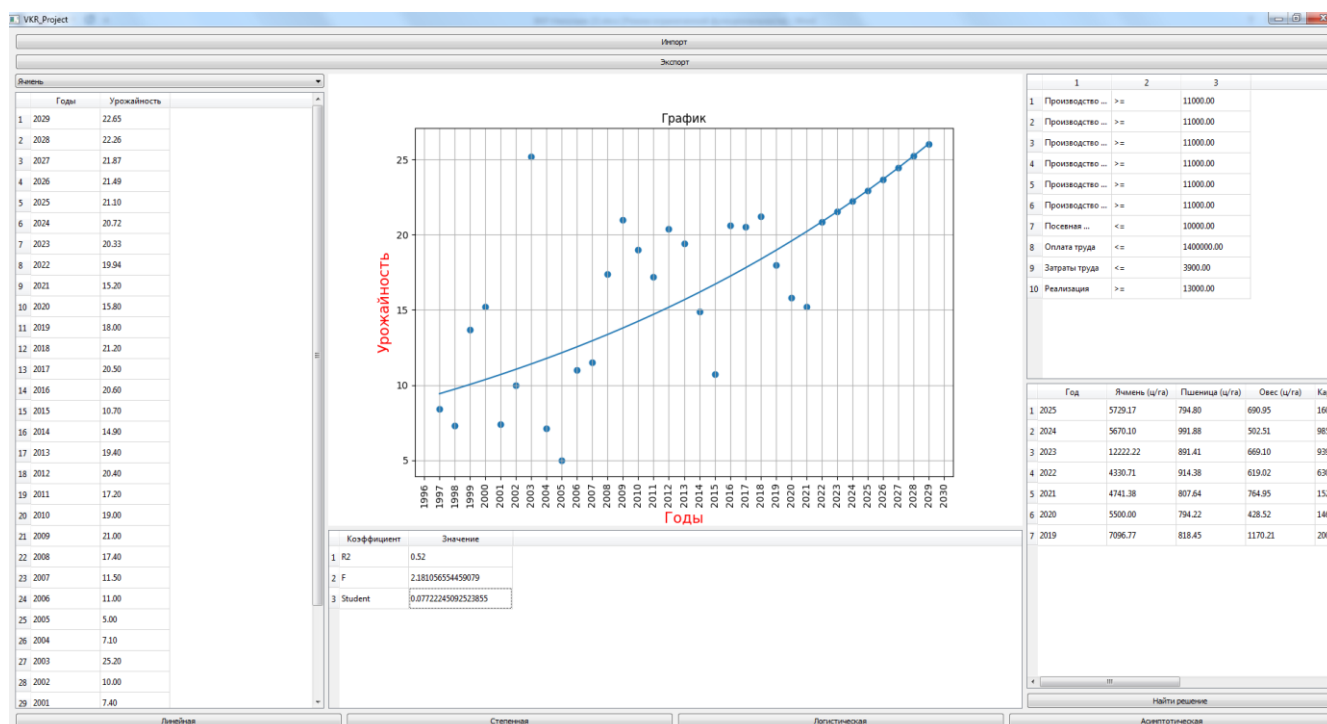 VKR_Project
Импорт
Экспорт
Ячмень
Годы Урожайность
1 2029 22.65
2 2028 22.26
3 2027 21.87
4 2026 21.49
5 2025 21.10
6 2024 20.72
7 2023 20.33
8 2022 19.94
9 2021 15.20
10 2020 15.80
11 2019 18.00
12 2018 21.20
13 2017 20.50
14 2016 20.60
15 2015 10.70
16 2014 14.90
17 2013 19.40
18 2012 20.40
19 2011 17.20
20 2010 19.00
21 2009 21.00
22 2008 17.40
23 2007 11.50
24 2006 11.00
25 2005 5.00
26 2004 7.10
27 2003 25.20
28 2002 10.00
29 2001 7.40
График
Урожайность
25
20
15
10
5
1996 1997 1998 1999 2000 2001 2002 2003 2004 2005 2006 2007 2008 2009 2010 2011 2012 2013 2014 2015 2016 2017 2018 2019 2020 2021 2022 2023 2024 2025 2026 2027 2028 2029 2030
Годы
Коэффициент Значение
1 R2 0.52
2 F 2.181056554459079
3 Student 0.07722245092523855
1 2 3
1 Производство ... >= 11000.00
2 Производство ... >= 11000.00
3 Производство ... >= 11000.00
4 Производство ... >= 11000.00
5 Производство ... >= 11000.00
6 Производство ... >= 11000.00
7 Посевная ... <= 10000.00
8 Оплата труда <= 1400000.00
9 Затраты труда <= 3900.00
10 Реализация >= 13000.00
Год Ячмень (ц/га) Пшеница (ц/га) Овес (ц/га) Ка
1 2025 5729.17 794.80 690.95 160
2 2024 5670.10 991.88 502.51 985
3 2023 12222.22 891.41 669.10 939
4 2022 4330.71 914.38 619.02 630
5 2021 4741.38 807.64 764.95 152
6 2020 5500.00 794.22 428.52 146
7 2019 7096.77 818.45 1170.21 200
Найти решение
Линейная Степенная Логистическая Асимптотическая